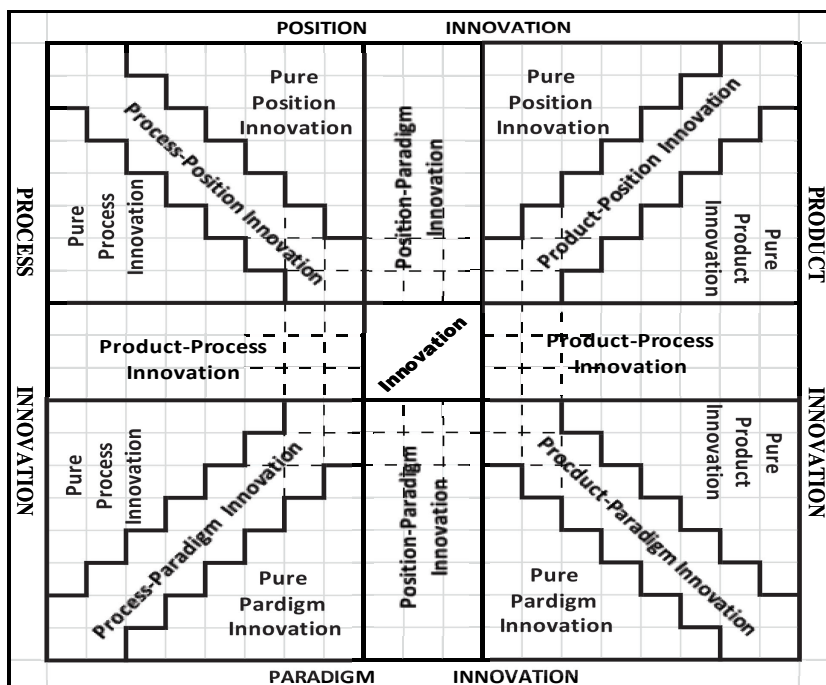 POSITION INNOVATION
Pure
Position
Innovation
Pure
Position
Innovation
Process-Position Innovation
Position-Paradigm
Innovation
Product-Position Innovation
PROCESS
PRODUCT
Pure
Process
Innovation
Innovation
Product
Pure
Product-Process
Innovation
Innovation
Product-Process
Innovation
INNOVATION
INNOVATION
Pure
Process
Innovation
Process-Paradigm Innovation
Position-Paradigm
Innovation
Procduct-Paradigm Innovation
Innovation
Product
Pure
Pure
Pardigm
Innovation
Pure
Pardigm
Innovation
PARADIGM INNOVATION